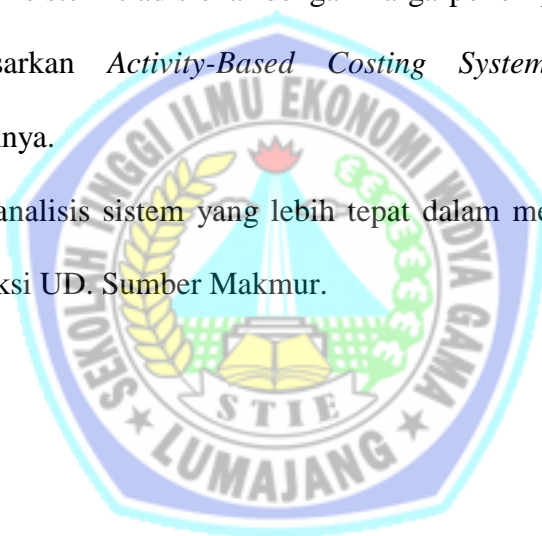 sarkan Activity-Based Costing System
nya.
analisis sistem yang lebih tepat dalam me
ksi UD. Sumber Makmur.
SEKOLAH TINGGI ILMU EKONOMI WIDYA GAMA
STIE
LUMAJANG